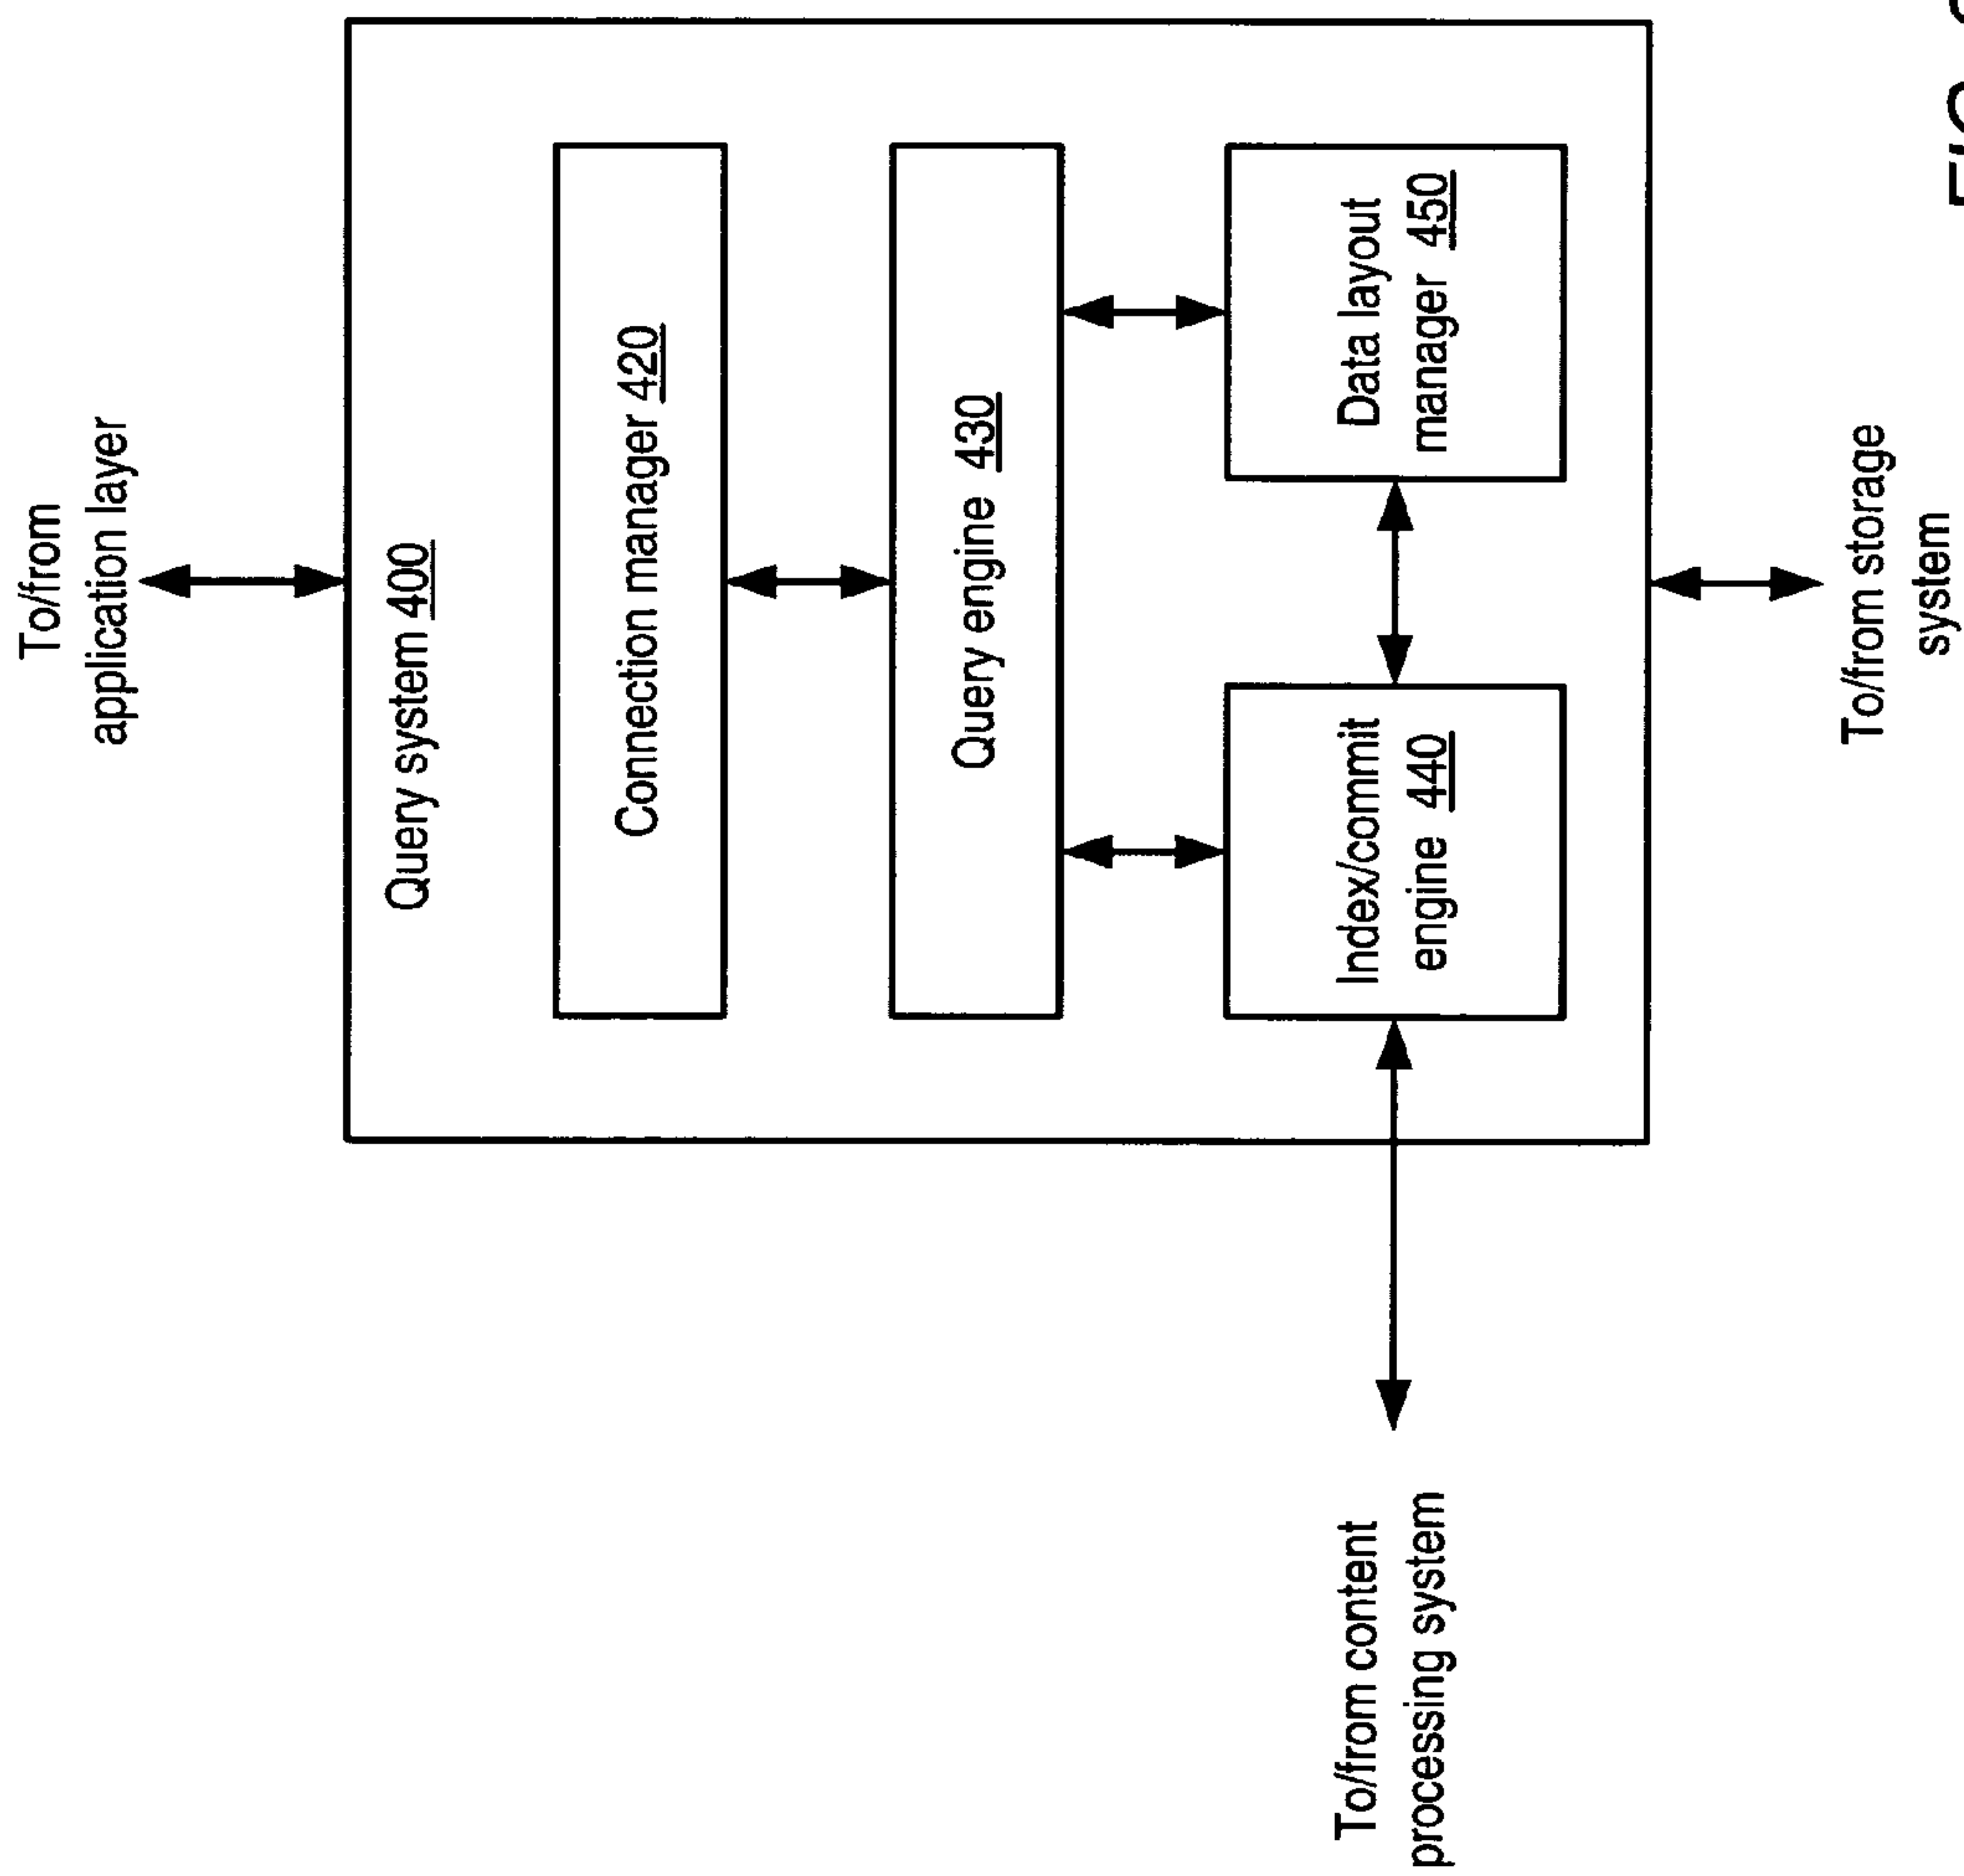 To/from
application layer
Query system 400
Connection manager 420
Query engine 430
Index/commit
engine 440
Data layout
manager 450
To/from content
processing system
To/from storage
system